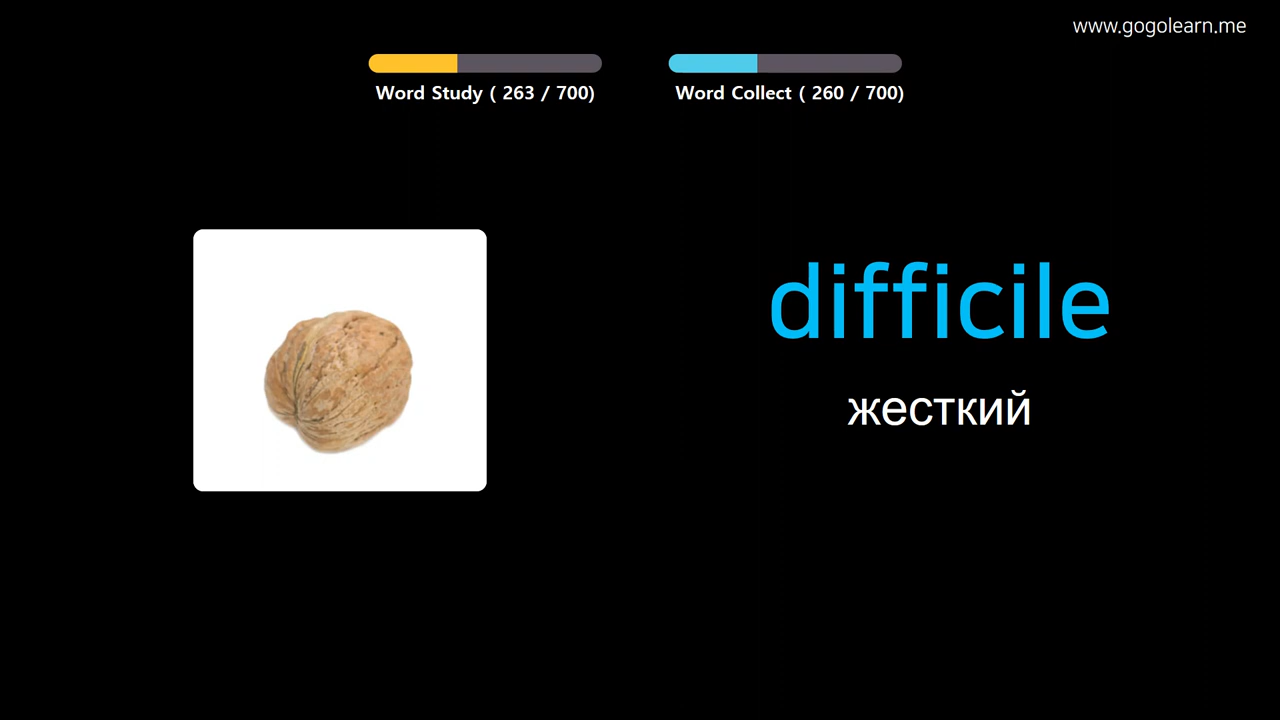 www.gogolearn.me
Word Study ( 263 / 700)
Word Collect ( 260 / 700)
difficile
жесткий